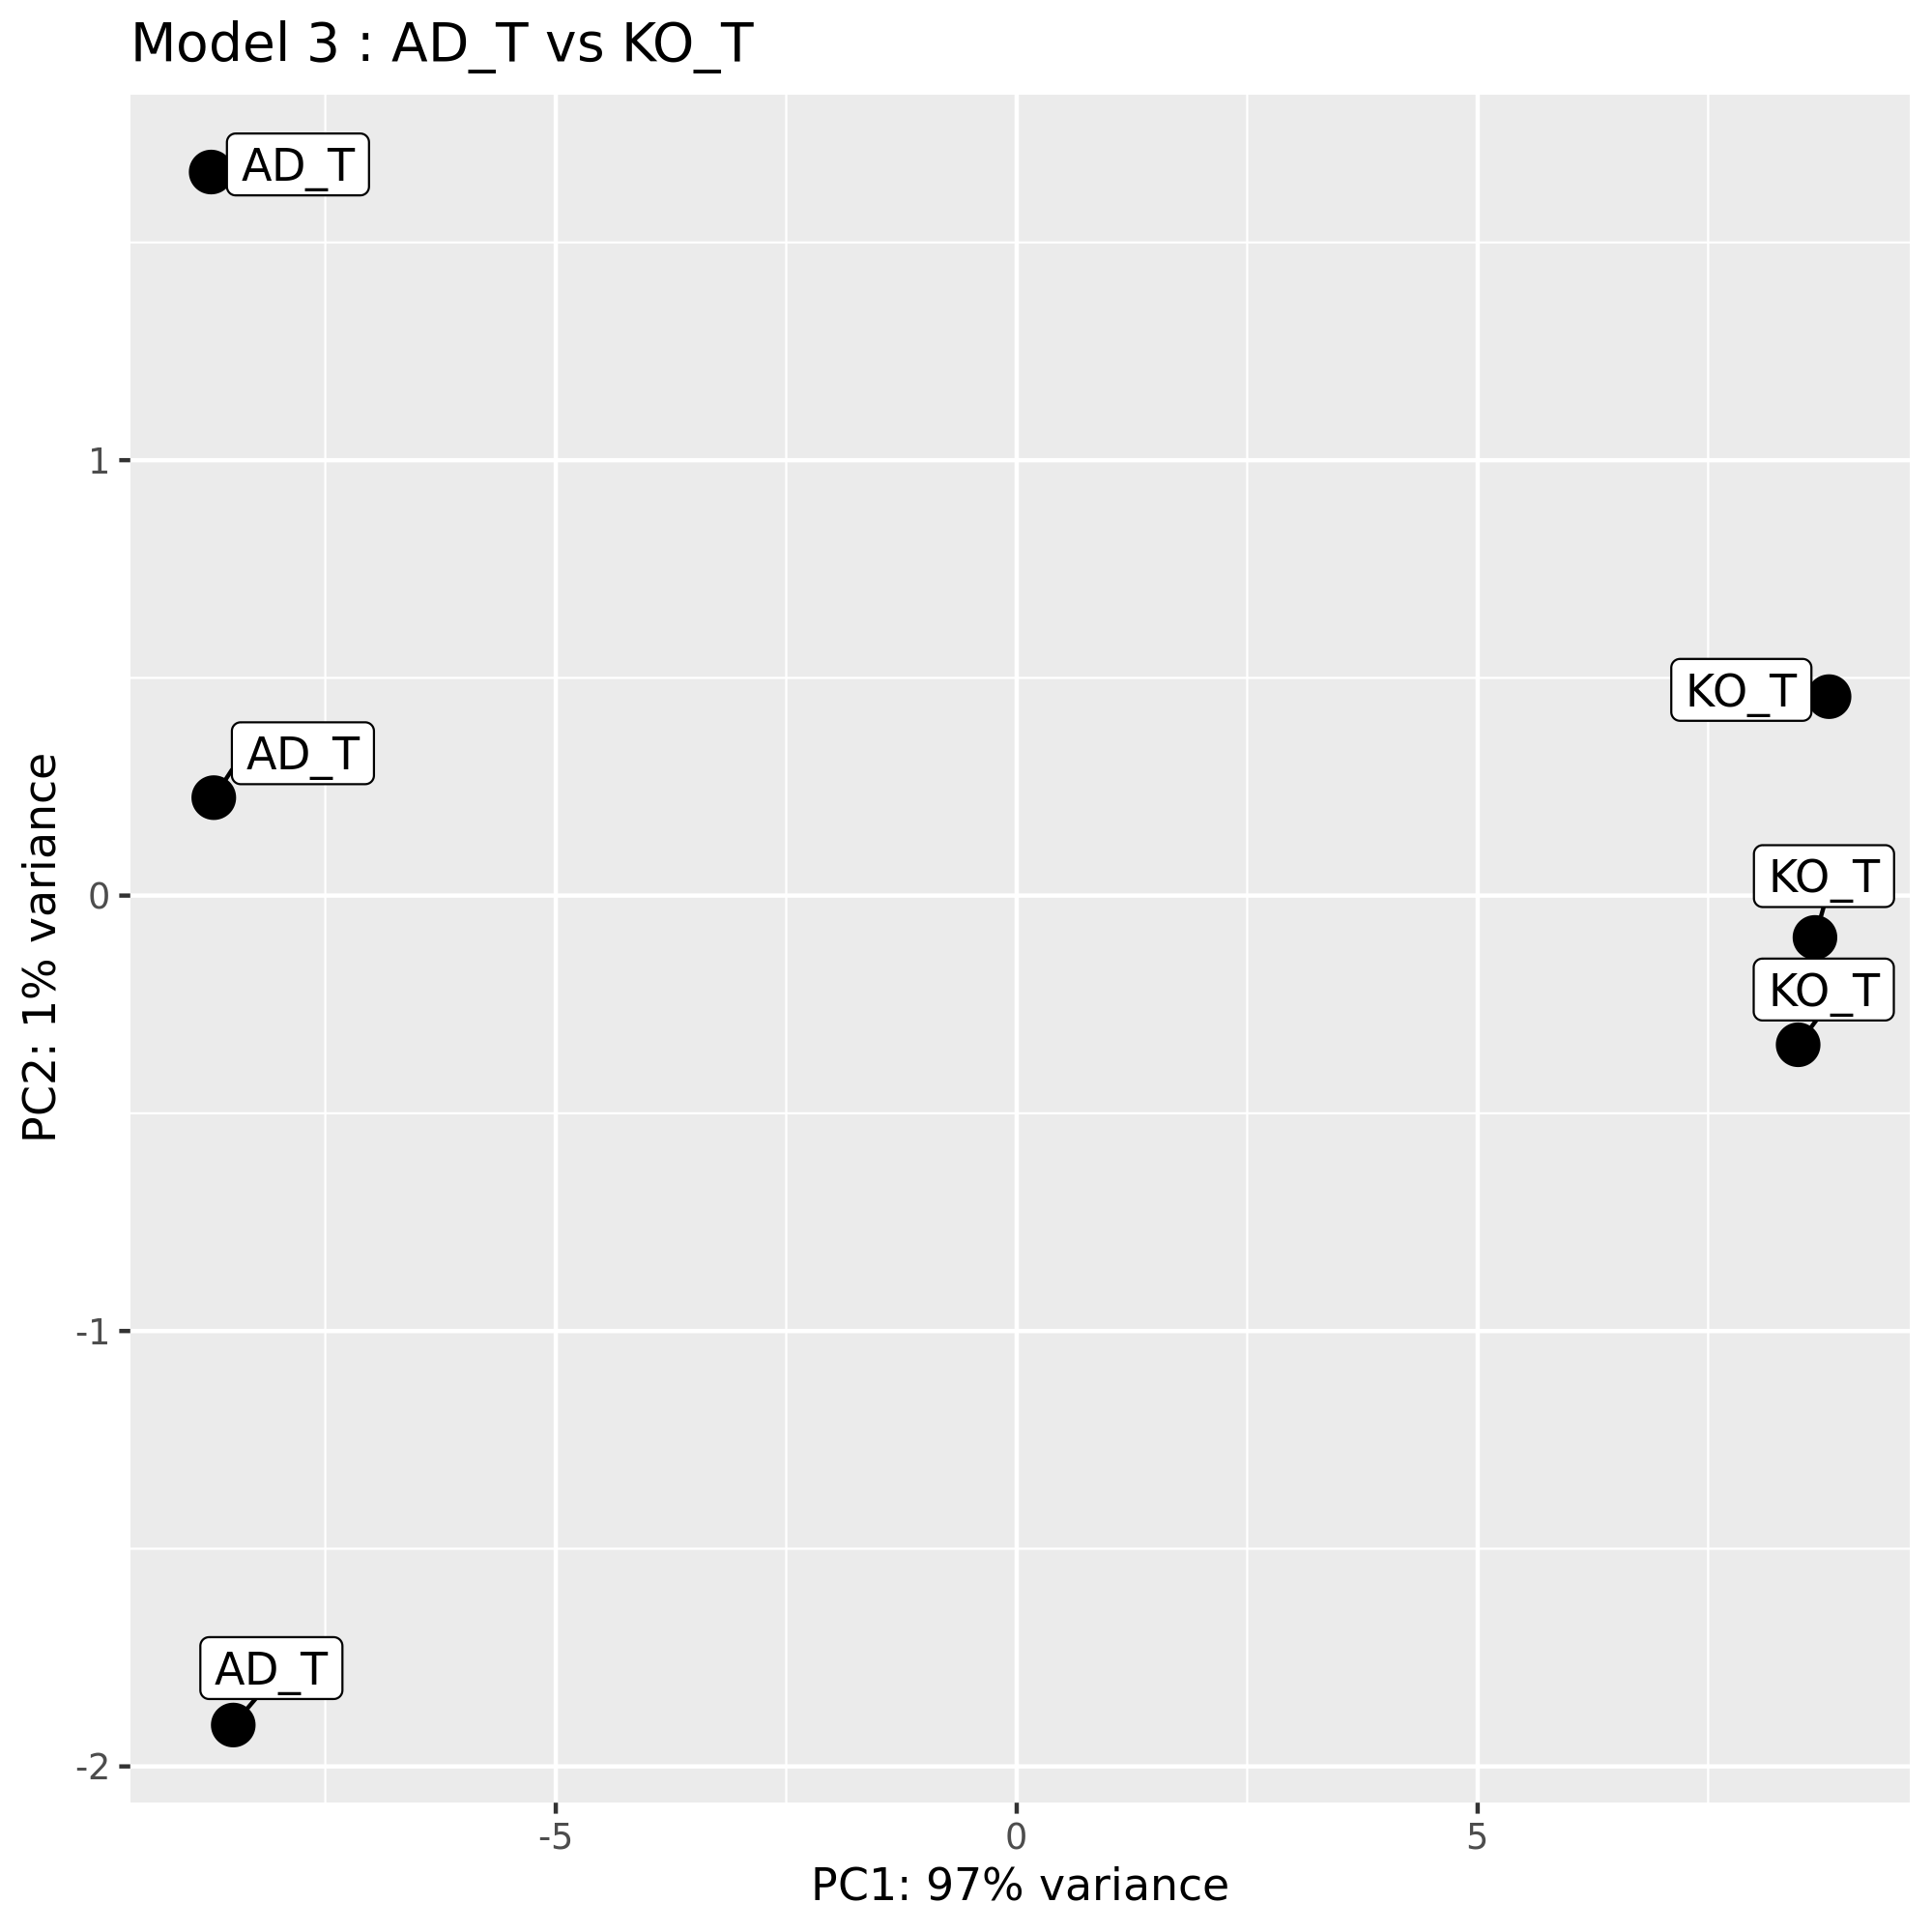 Model 3 : AD_T vs KO_T
AD_T
1
KO_T
AD_T
KO_T
0
KO_T
PC2: 1% variance
-1
AD_T
-2
-5
0
5
PC1: 97% variance